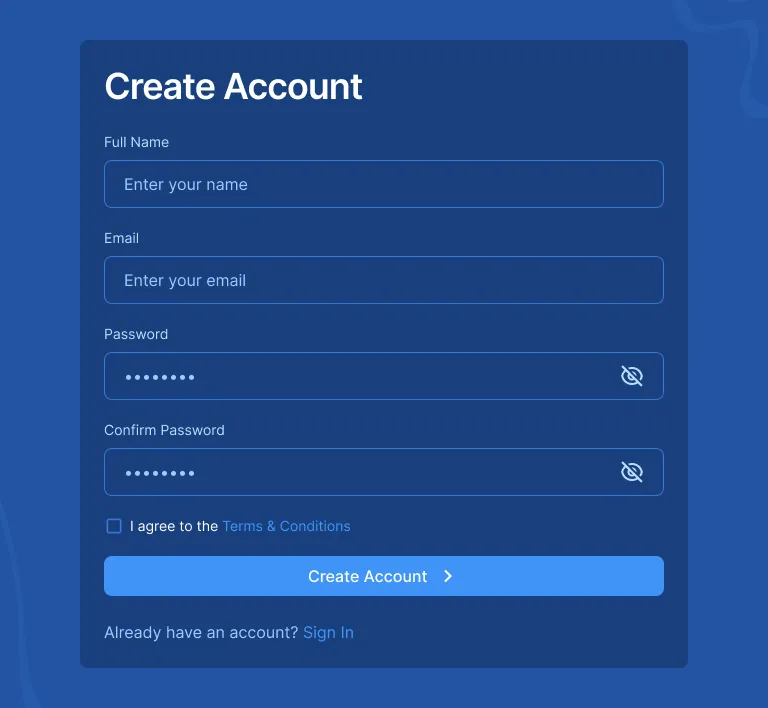 Create Account
Full Name
Enter your name
Email
Enter your email
Password
••••••••
Confirm Password
••••••••
I agree to the Terms & Conditions
Create Account
Already have an account? Sign In